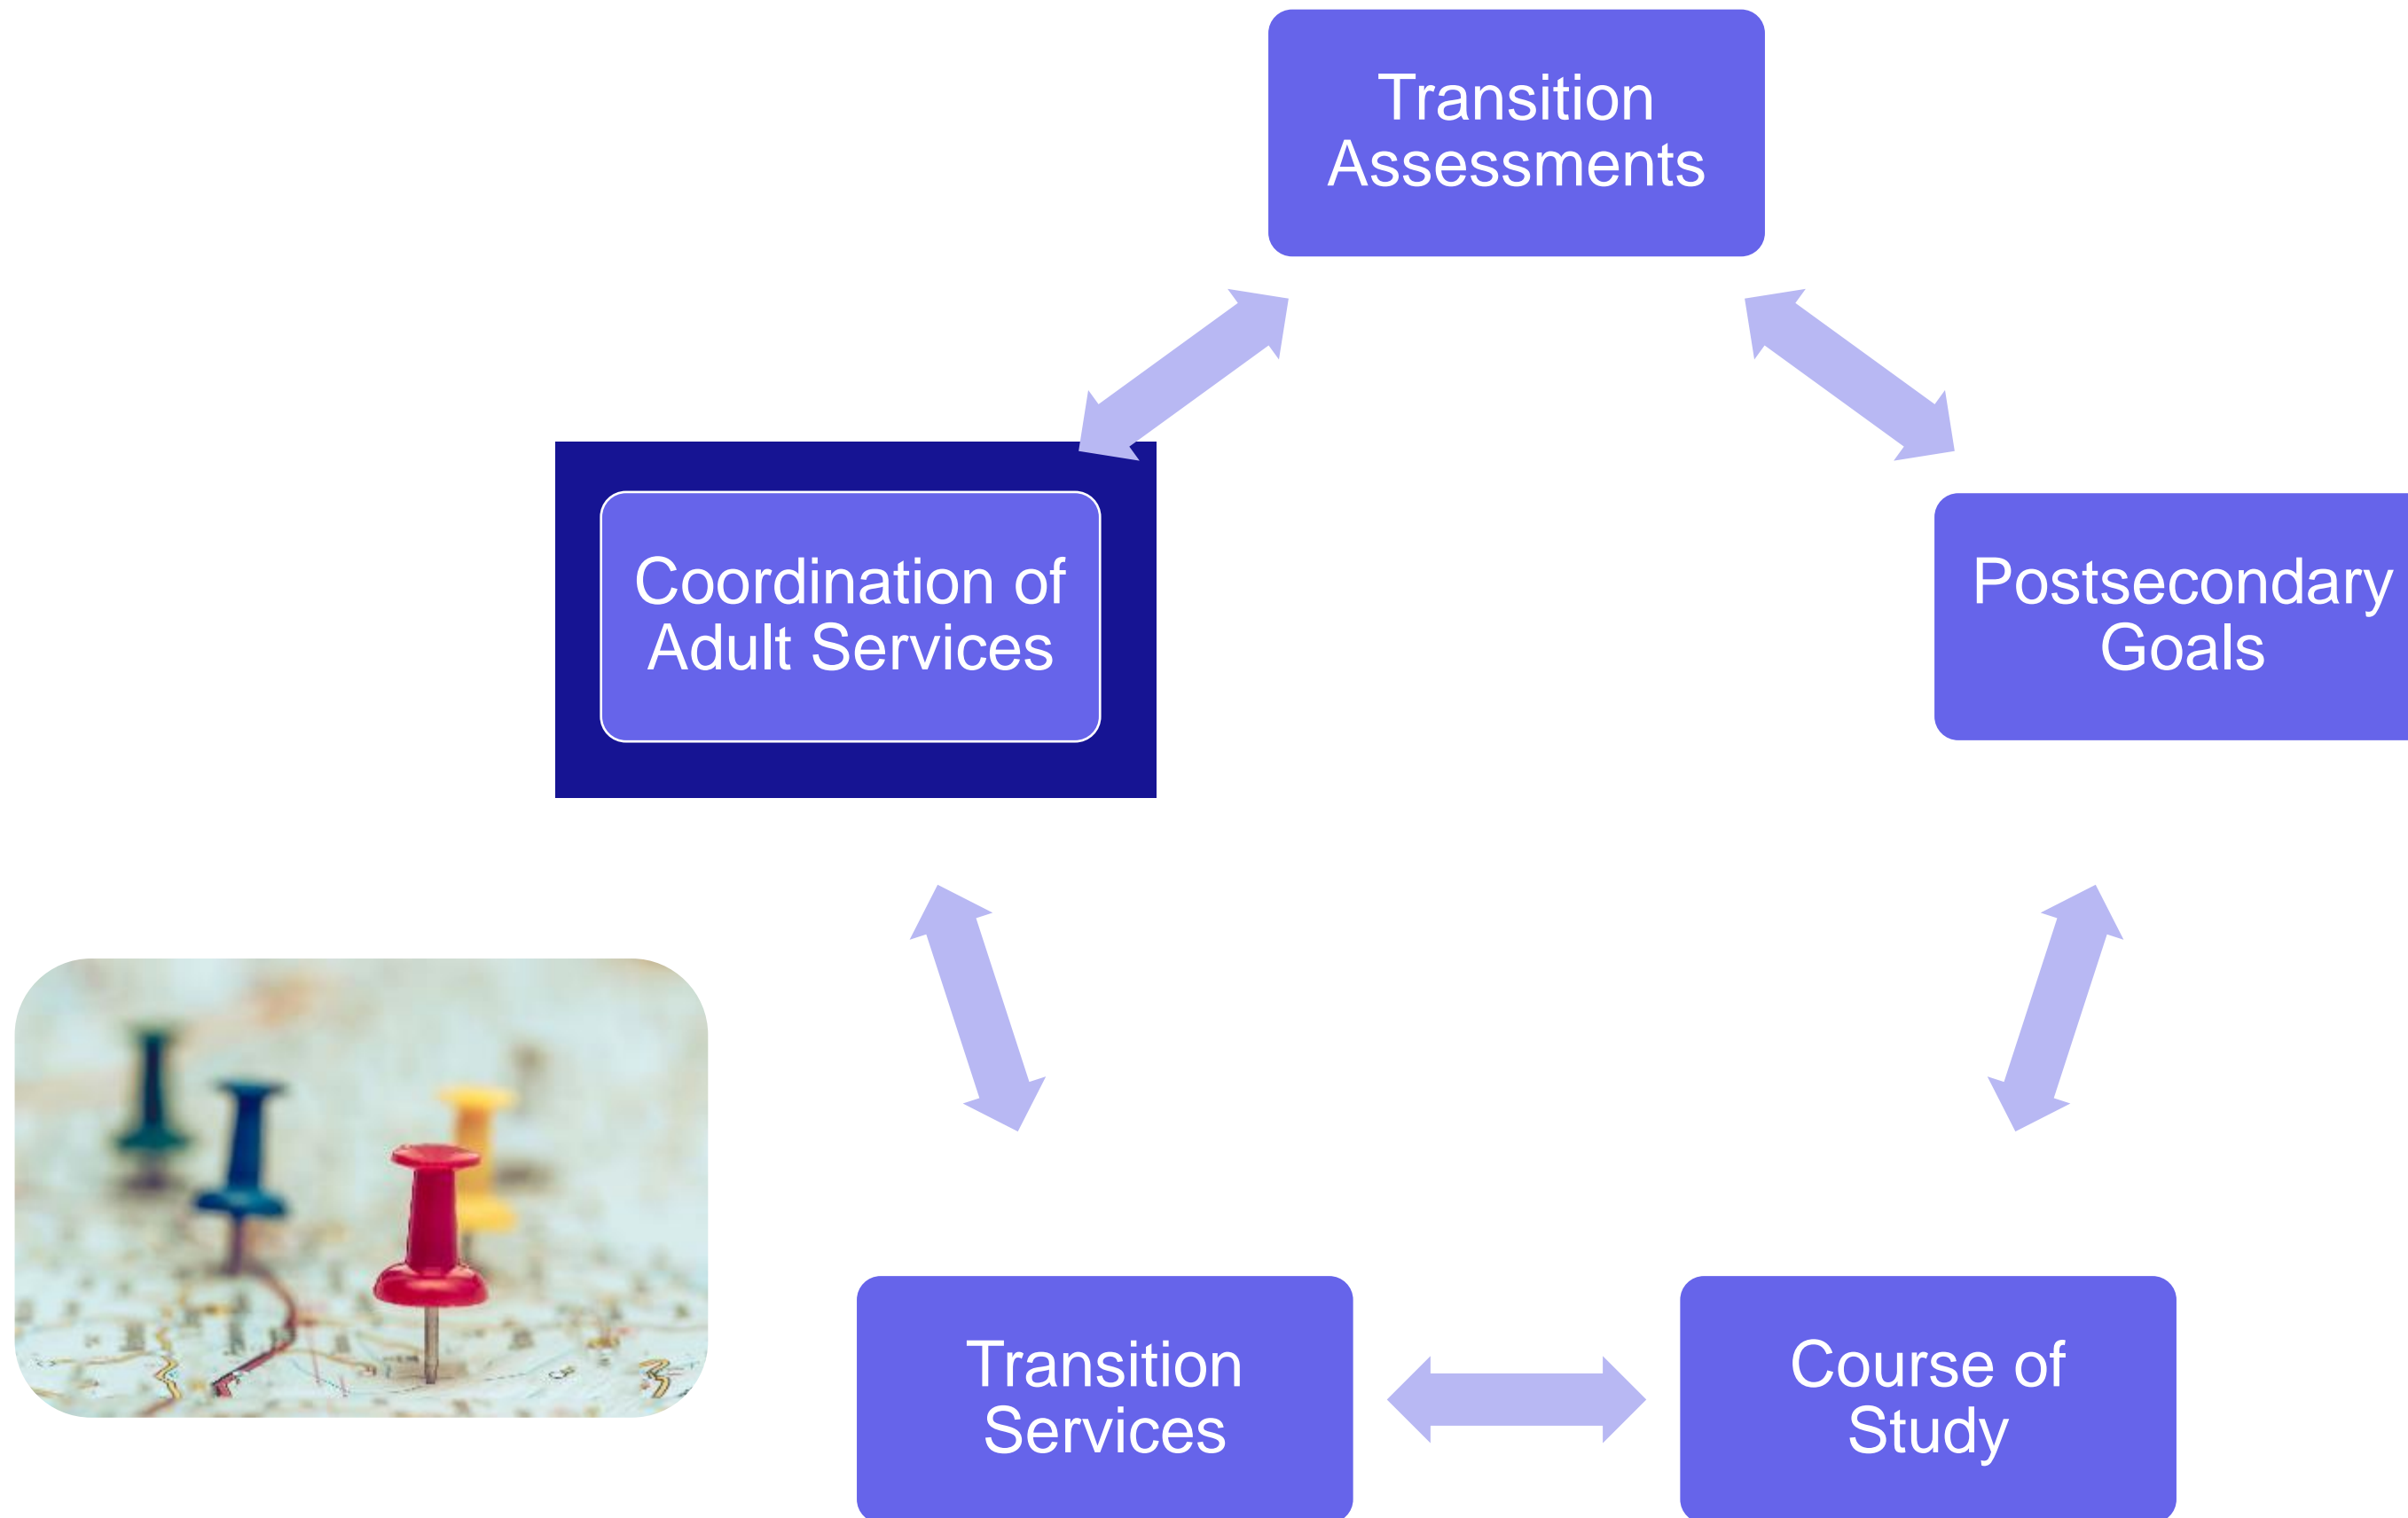 Transition
Assessments
Coordination of
Adult Services
Postsecondary
Goals
Transition
Services
Course of
Study